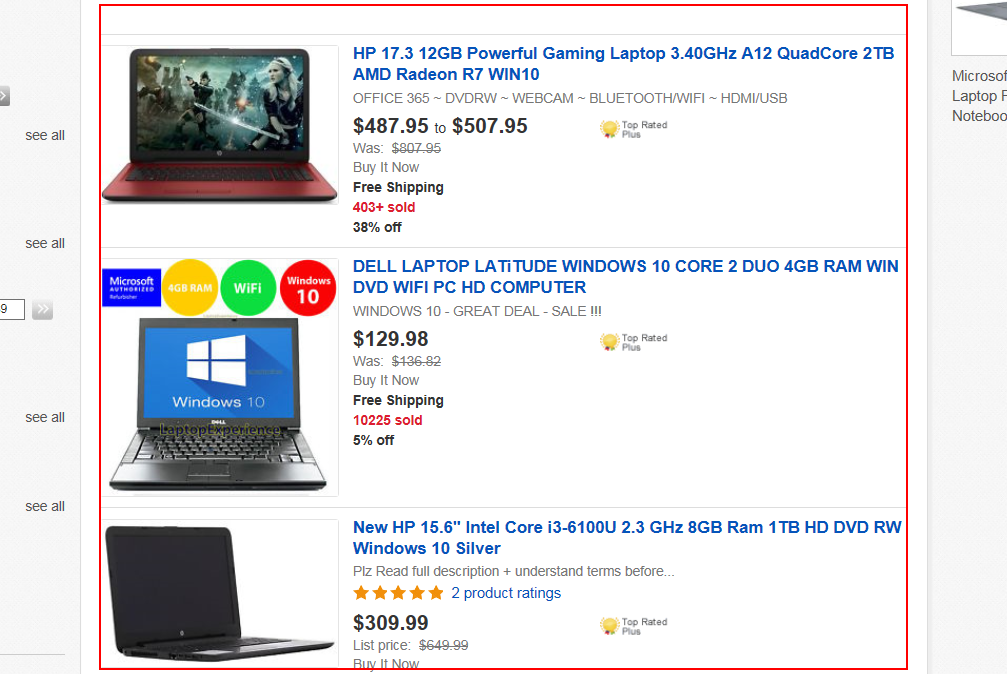 see all
see all
9
see all
see all
HP 17.3 12GB Powerful Gaming Laptop 3.40GHz A12 QuadCore 2TB
AMD Radeon R7 WIN10
OFFICE 365 ~ DVDRW ~ WEBCAM ~ BLUETOOTH/WIFI ~ HDMI/USB
$487.95 to $507.95
Top Rated
Plus
Was: $807.95
Buy It Now
Free Shipping
403+ sold
38% off
Microsoft
AUTHORIZED
Refurbisher
4GB RAM
WiFi
Windows
10
Windows 10
DELL
LaptopExperience
DELL LAPTOP LATiTUDE WINDOWS 10 CORE 2 DUO 4GB RAM WIN
DVD WIFI PC HD COMPUTER
WINDOWS 10 - GREAT DEAL - SALE !!!
$129.98
Top Rated
Plus
Was: $136.82
Buy It Now
Free Shipping
10225 sold
5% off
New HP 15.6" Intel Core i3-6100U 2.3 GHz 8GB Ram 1TB HD DVD RW
Windows 10 Silver
Plz Read full description + understand terms before...
2 product ratings
$309.99
Top Rated
Plus
List price: $649.99
Buy It Now
Microsof
Laptop F
Noteboo